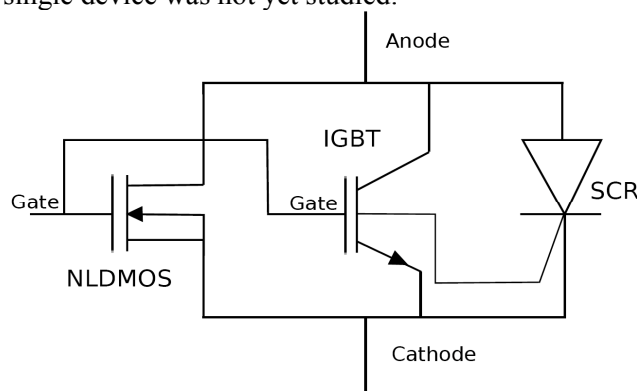 single device was not yet studied.
Anode
IGBT
SCR
Gate
Gate
NLDMOS
Cathode